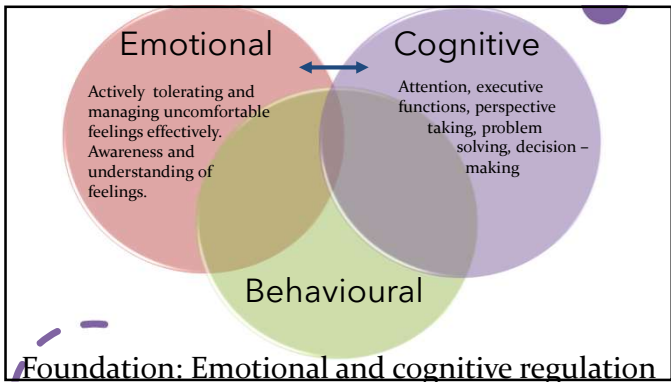 Emotional
Cognitive
Actively tolerating and
managing uncomfortable
feelings effectively.
Awareness and
understanding of
feelings.
Attention, executive
functions, perspective
taking, problem
solving, decision –
making
Behavioural
Foundation: Emotional and cognitive regulation